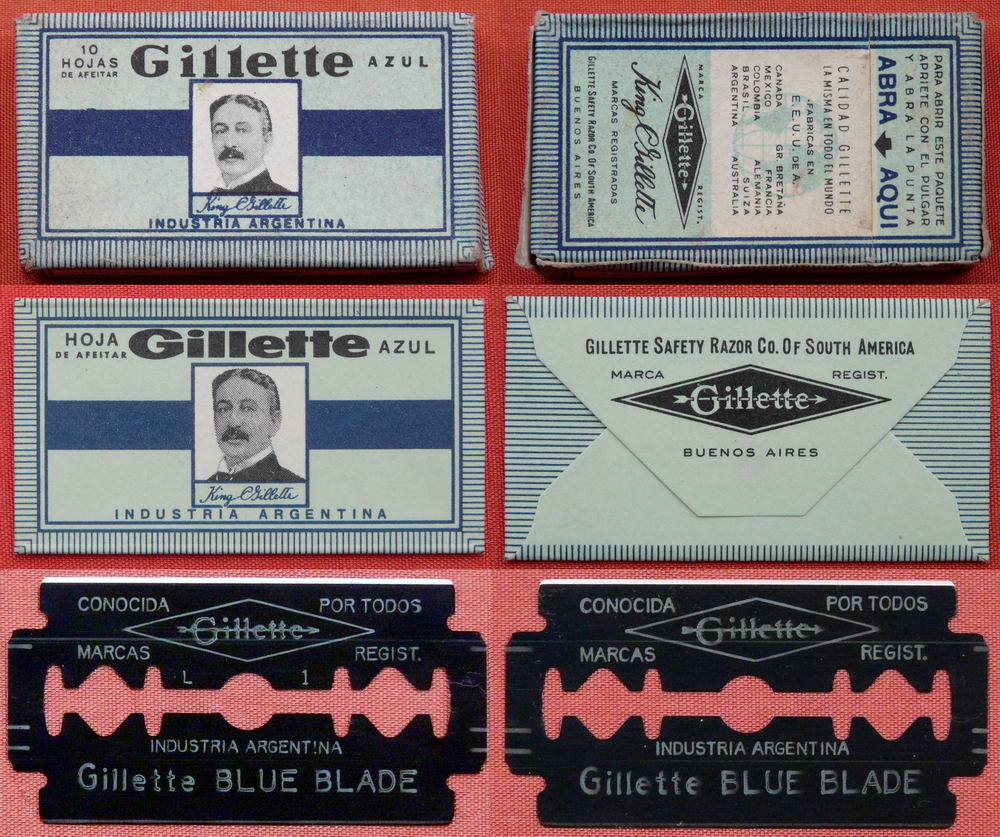 10
HOJAS
DE AFEITAR
Gillette
AZUL
King C Gillette
INDUSTRIA ARGENTINA
PARA ABRIR ESTE PAQUETE
APRIETE CON EL PULGAR
Y ABRA LA PUNTA
ABRA AQUI
CALIDAD GILLETTE
LA MISMA EN TODO EL MUNDO
FABRICAS EN
E.E.U.U. DE A.
CANADA GR. BRETAÑA
MEXICO FRANCIA
COLOMBIA ALEMANIA
BRASIL SUIZA
ARGENTINA AUSTRALIA
MARCA REGIST.
Gillette
King C Gillette
MARCAS REGISTRADAS
GILLETTE SAFETY RAZOR CO. OF SOUTH AMERICA
BUENOS AIRES
HOJA
DE AFEITAR
Gillette
AZUL
King C Gillette
INDUSTRIA ARGENTINA
GILLETTE SAFETY RAZOR CO. OF SOUTH AMERICA
MARCA REGIST.
Gillette
BUENOS AIRES
CONOCIDA POR TODOS
Gillette
MARCAS REGIST.
L 1
INDUSTRIA ARGENTINA
Gillette BLUE BLADE
CONOCIDA POR TODOS
Gillette
MARCAS REGIST.
INDUSTRIA ARGENTINA
Gillette BLUE BLADE